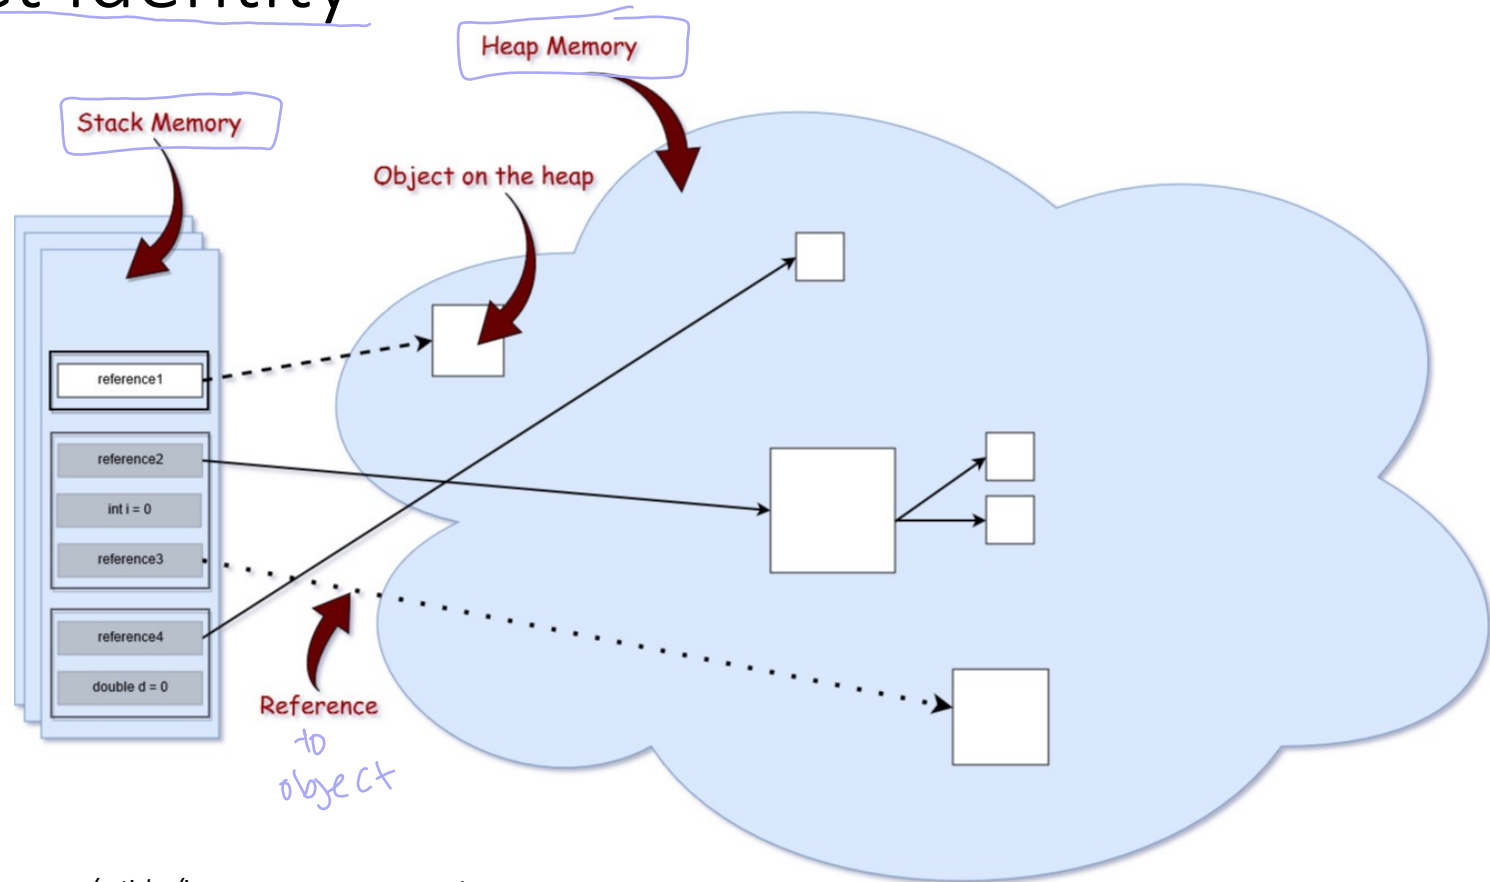 identity
Heap Memory
Stack Memory
Object on the heap
reference1
reference2
int i = 0
reference3
reference4
double d = 0
Reference
to
object